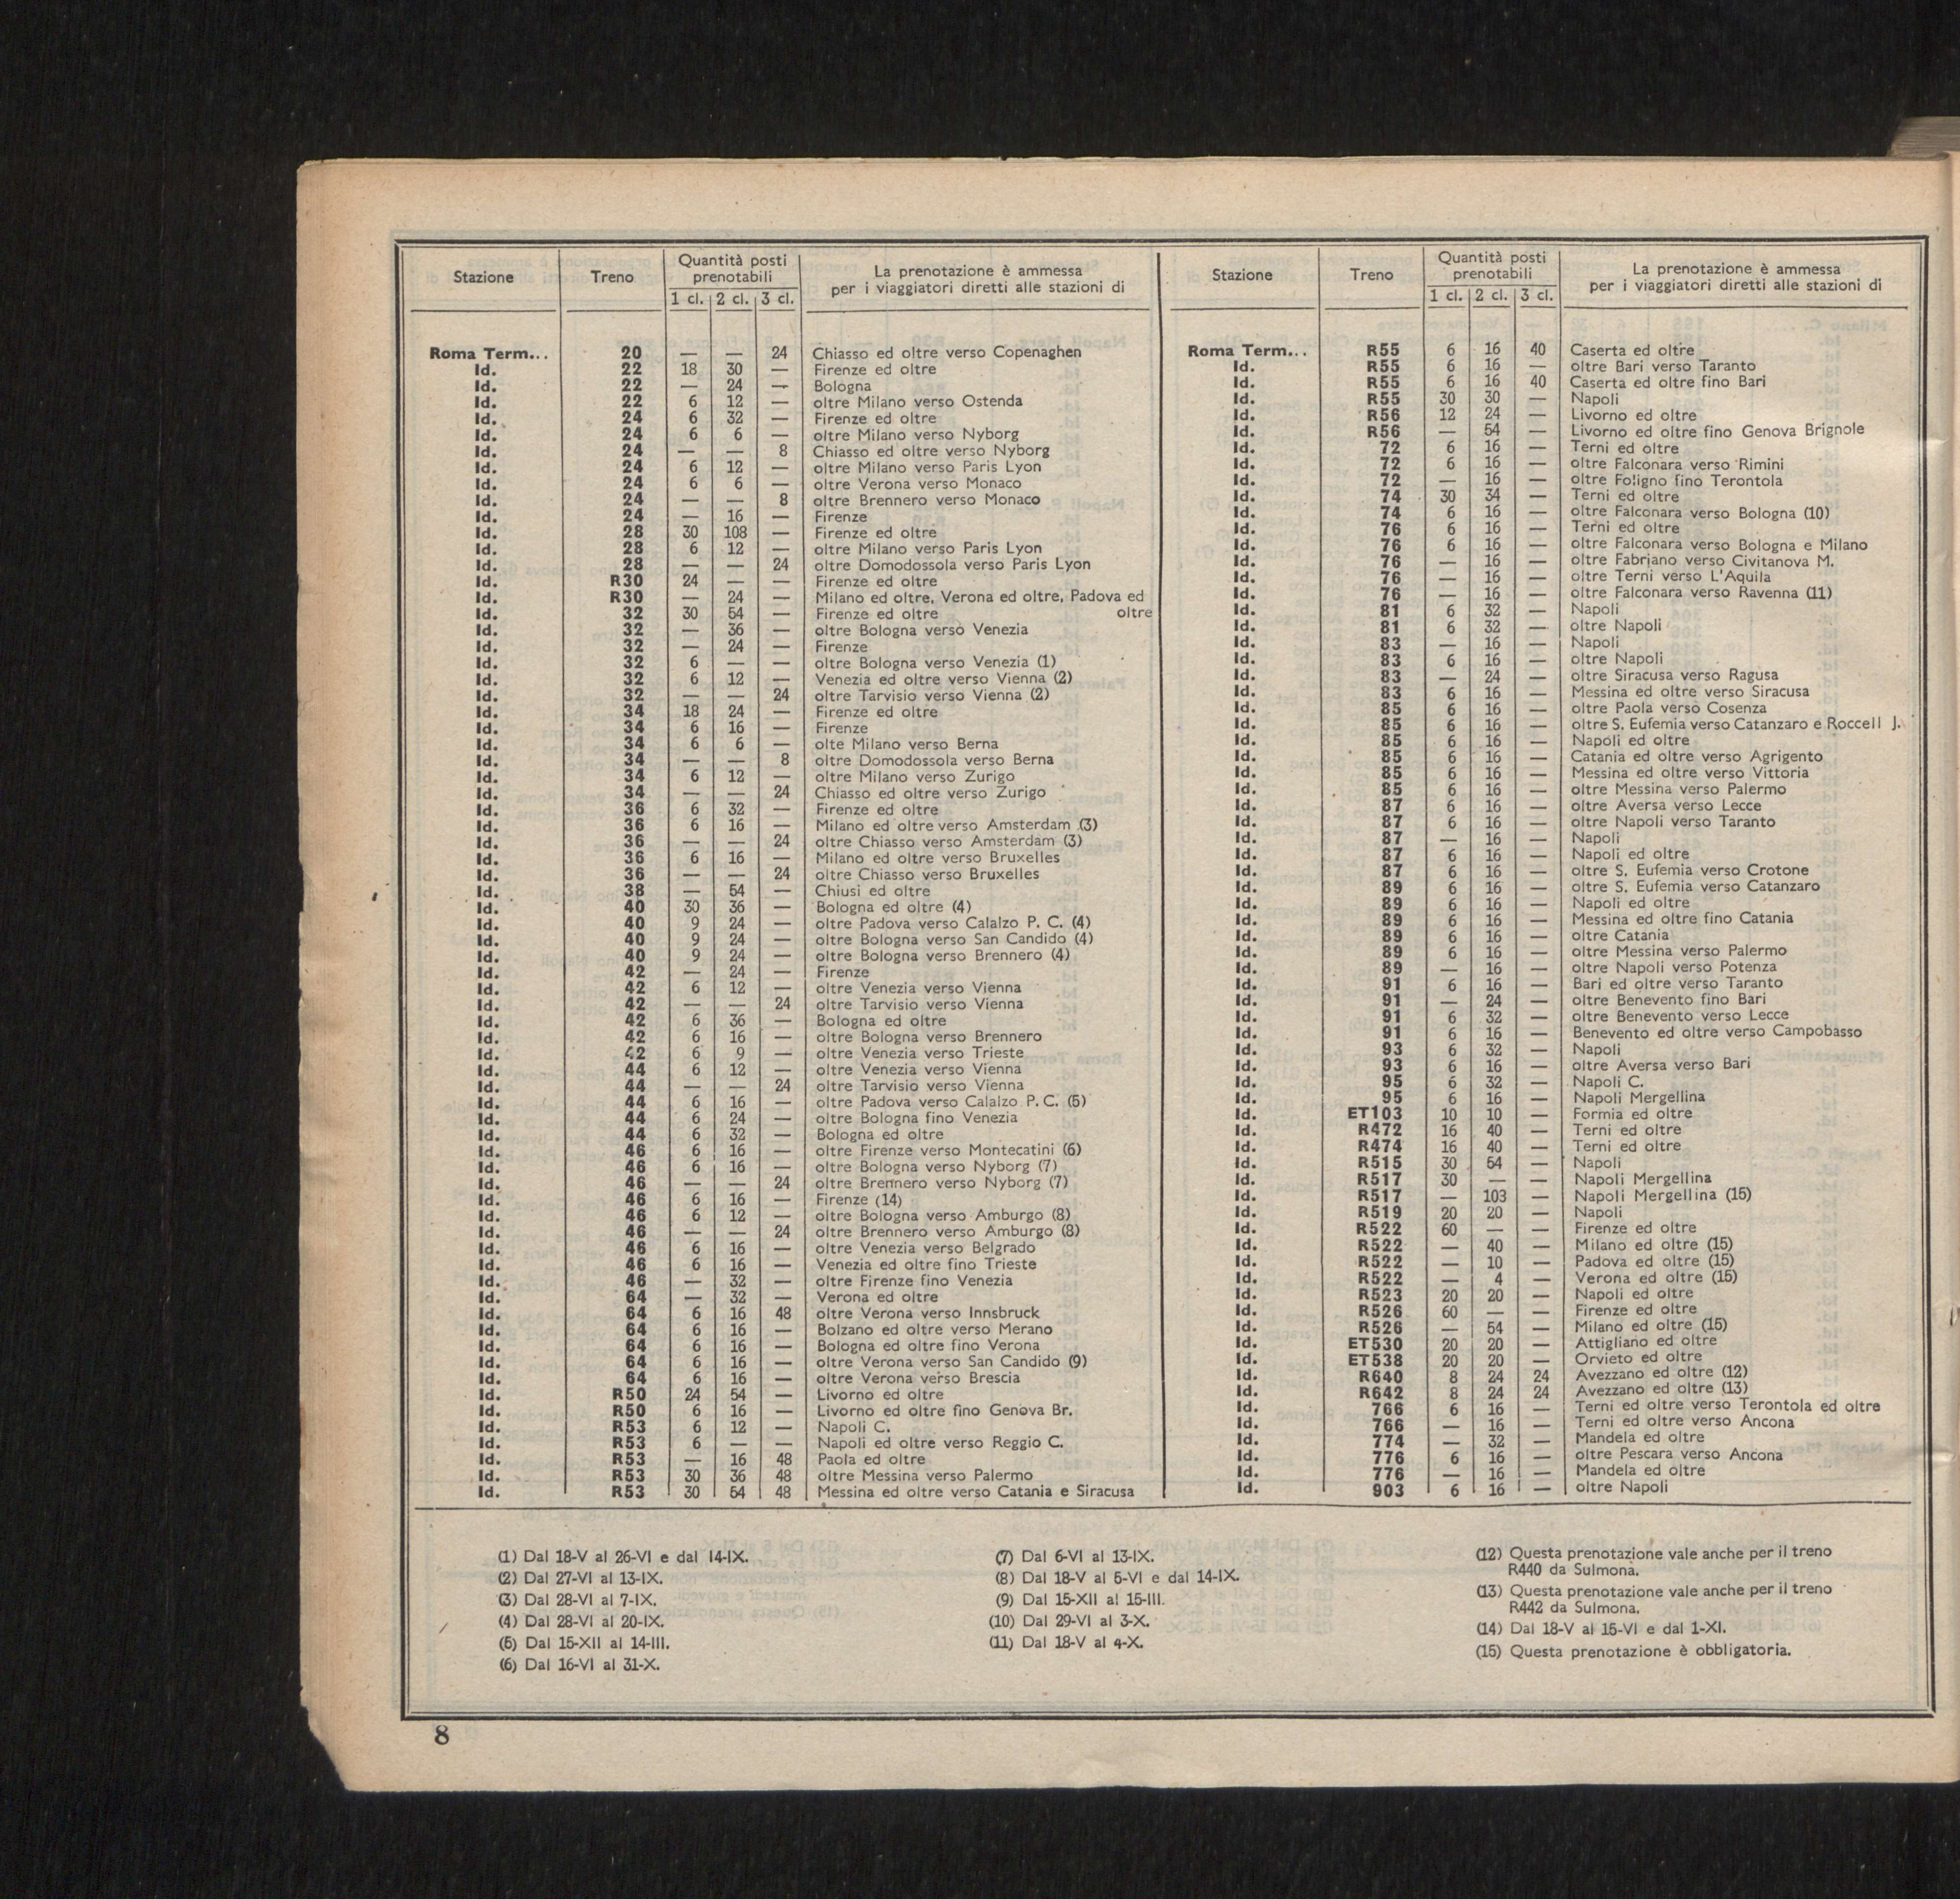 Stazione Treno Quantità posti prenotabili La prenotazione è ammessa per i viaggiatori diretti alle stazioni di
1 cl. 2 cl. 3 cl.
Roma Term... 20 — — 24 Chiasso ed oltre verso Copenaghen
Id. 22 18 30 — Firenze ed oltre
Id. 22 — 24 — Bologna
Id. 22 6 12 — oltre Milano verso Ostenda
Id. 24 6 32 — Firenze ed oltre
Id. 24 6 6 — oltre Milano verso Nyborg
Id. 24 — — 8 Chiasso ed oltre verso Nyborg
Id. 24 6 12 — oltre Milano verso Paris Lyon
Id. 24 6 6 — oltre Verona verso Monaco
Id. 24 — — 8 oltre Brennero verso Monaco
Id. 24 — 16 — Firenze
Id. 28 30 108 — Firenze ed oltre
Id. 28 6 12 — oltre Milano verso Paris Lyon
Id. 28 — — 24 oltre Domodossola verso Paris Lyon
Id. R30 24 — — Firenze ed oltre
Id. R30 — 24 — Milano ed oltre, Verona ed oltre, Padova ed
Id. 32 30 54 — Firenze ed oltre oltre
Id. 32 — 36 — oltre Bologna verso Venezia
Id. 32 — 24 — Firenze
Id. 32 6 — — oltre Bologna verso Venezia (1)
Id. 32 6 12 — Venezia ed oltre verso Vienna (2)
Id. 32 — — 24 oltre Tarvisio verso Vienna (2)
Id. 34 18 24 — Firenze ed oltre
Id. 34 6 16 — Firenze
Id. 34 6 6 — olte Milano verso Berna
Id. 34 — — 8 oltre Domodossola verso Berna
Id. 34 6 12 — oltre Milano verso Zurigo
Id. 34 — — 24 Chiasso ed oltre verso Zurigo
Id. 36 6 32 — Firenze ed oltre
Id. 36 6 16 — Milano ed oltre verso Amsterdam (3)
Id. 36 — — 24 oltre Chiasso verso Amsterdam (3)
Id. 36 6 16 — Milano ed oltre verso Bruxelles
Id. 36 — — 24 oltre Chiasso verso Bruxelles
Id. 38 — 54 — Chiusi ed oltre
Id. 40 30 36 — Bologna ed oltre (4)
Id. 40 9 24 — oltre Padova verso Calalzo P. C. (4)
Id. 40 9 24 — oltre Bologna verso San Candido (4)
Id. 40 9 24 — oltre Bologna verso Brennero (4)
Id. 42 — 24 — Firenze
Id. 42 6 12 — oltre Venezia verso Vienna
Id. 42 — — 24 oltre Tarvisio verso Vienna
Id. 42 6 36 — Bologna ed oltre
Id. 42 6 16 — oltre Bologna verso Brennero
Id. 42 6 9 — oltre Venezia verso Trieste
Id. 44 6 12 — oltre Venezia verso Vienna
Id. 44 — — 24 oltre Tarvisio verso Vienna
Id. 44 6 16 — oltre Padova verso Calalzo P. C. (5)
Id. 44 6 24 — oltre Bologna fino Venezia
Id. 44 6 32 — Bologna ed oltre
Id. 46 6 16 — oltre Firenze verso Montecatini (6)
Id. 46 6 16 — oltre Bologna verso Nyborg (7)
Id. 46 — — 24 oltre Brennero verso Nyborg (7)
Id. 46 6 16 — Firenze (14)
Id. 46 6 12 — oltre Bologna verso Amburgo (8)
Id. 46 — — 24 oltre Brennero verso Amburgo (8)
Id. 46 6 16 — oltre Venezia verso Belgrado
Id. 46 6 16 — Venezia ed oltre fino Trieste
Id. 46 — 32 — oltre Firenze fino Venezia
Id. 64 — 32 — Verona ed oltre
Id. 64 6 16 48 oltre Verona verso Innsbruck
Id. 64 6 16 — Bolzano ed oltre verso Merano
Id. 64 6 16 — Bologna ed oltre fino Verona
Id. 64 6 16 — oltre Verona verso San Candido (9)
Id. 64 6 16 — oltre Verona verso Brescia
Id. R50 24 54 — Livorno ed oltre
Id. R50 6 16 — Livorno ed oltre fino Genova Br.
Id. R53 6 12 — Napoli C.
Id. R53 6 — — Napoli ed oltre verso Reggio C.
Id. R53 — 16 48 Paola ed oltre
Id. R53 30 36 48 oltre Messina verso Palermo
Id. R53 30 54 48 Messina ed oltre verso Catania e Siracusa
Stazione Treno Quantità posti prenotabili La prenotazione è ammessa per i viaggiatori diretti alle stazioni di
1 cl. 2 cl. 3 cl.
Roma Term... R55 6 16 40 Caserta ed oltre
Id. R55 6 16 — oltre Bari verso Taranto
Id. R55 6 16 40 Caserta ed oltre fino Bari
Id. R55 30 30 — Napoli
Id. R56 12 24 — Livorno ed oltre
Id. R56 — 54 — Livorno ed oltre fino Genova Brignole
Id. 72 6 16 — Terni ed oltre
Id. 72 6 16 — oltre Falconara verso Rimini
Id. 72 — 16 — oltre Foligno fino Terontola
Id. 74 30 34 — Terni ed oltre
Id. 74 6 16 — oltre Falconara verso Bologna (10)
Id. 76 6 16 — Terni ed oltre
Id. 76 6 16 — oltre Falconara verso Bologna e Milano
Id. 76 — 16 — oltre Fabriano verso Civitanova M.
Id. 76 — 16 — oltre Terni verso L'Aquila
Id. 76 — 16 — oltre Falconara verso Ravenna (11)
Id. 81 6 32 — Napoli
Id. 81 6 32 — oltre Napoli
Id. 83 — 16 — Napoli
Id. 83 6 16 — oltre Napoli
Id. 83 — 24 — oltre Siracusa verso Ragusa
Id. 83 6 16 — Messina ed oltre verso Siracusa
Id. 85 6 16 — oltre Paola verso Cosenza
Id. 85 6 16 — oltre S. Eufemia verso Catanzaro e Roccell J.
Id. 85 6 16 — Napoli ed oltre
Id. 85 6 16 — Catania ed oltre verso Agrigento
Id. 85 6 16 — Messina ed oltre verso Vittoria
Id. 85 6 16 — oltre Messina verso Palermo
Id. 87 6 16 — oltre Aversa verso Lecce
Id. 87 6 16 — oltre Napoli verso Taranto
Id. 87 — 16 — Napoli
Id. 87 6 16 — Napoli ed oltre
Id. 87 6 16 — oltre S. Eufemia verso Crotone
Id. 89 6 16 — oltre S. Eufemia verso Catanzaro
Id. 89 6 16 — Napoli ed oltre
Id. 89 6 16 — Messina ed oltre fino Catania
Id. 89 6 16 — oltre Catania
Id. 89 6 16 — oltre Messina verso Palermo
Id. 89 — 16 — oltre Napoli verso Potenza
Id. 91 6 16 — Bari ed oltre verso Taranto
Id. 91 — 24 — oltre Benevento fino Bari
Id. 91 6 32 — oltre Benevento verso Lecce
Id. 91 6 16 — Benevento ed oltre verso Campobasso
Id. 93 6 32 — Napoli
Id. 93 6 16 — oltre Aversa verso Bari
Id. 95 6 32 — Napoli C.
Id. 95 6 16 — Napoli Mergellina
Id. ET103 10 10 — Formia ed oltre
Id. R472 16 40 — Terni ed oltre
Id. R474 16 40 — Terni ed oltre
Id. R515 30 54 — Napoli
Id. R517 30 — — Napoli Mergellina
Id. R517 — 103 — Napoli Mergellina (15)
Id. R519 20 20 — Napoli
Id. R522 60 — — Firenze ed oltre
Id. R522 — 40 — Milano ed oltre (15)
Id. R522 — 10 — Padova ed oltre (15)
Id. R522 — 4 — Verona ed oltre (15)
Id. R523 20 20 — Napoli ed oltre
Id. R526 60 — — Firenze ed oltre
Id. R526 — 54 — Milano ed oltre (15)
Id. ET530 20 20 — Attigliano ed oltre
Id. ET538 20 20 — Orvieto ed oltre
Id. R640 8 24 24 Avezzano ed oltre (12)
Id. R642 8 24 24 Avezzano ed oltre (13)
Id. 766 6 16 — Terni ed oltre verso Terontola ed oltre
Id. 766 — 16 — Terni ed oltre verso Ancona
Id. 774 — 32 — Mandela ed oltre
Id. 776 6 16 — oltre Pescara verso Ancona
Id. 776 — 16 — Mandela ed oltre
Id. 903 6 16 — oltre Napoli
(1) Dal 18-V al 26-VI e dal 14-IX.
(2) Dal 27-VI al 13-IX.
(3) Dal 28-VI al 7-IX.
(4) Dal 28-VI al 20-IX.
(5) Dal 15-XII al 14-III.
(6) Dal 16-VI al 31-X.
(7) Dal 6-VI al 13-IX.
(8) Dal 18-V al 5-VI e dal 14-IX.
(9) Dal 15-XII al 15-III.
(10) Dal 29-VI al 3-X.
(11) Dal 18-V al 4-X.
(12) Questa prenotazione vale anche per il treno
R440 da Sulmona.
(13) Questa prenotazione vale anche per il treno
R442 da Sulmona.
(14) Dal 18-V al 15-VI e dal 1-XI.
(15) Questa prenotazione è obbligatoria.
8